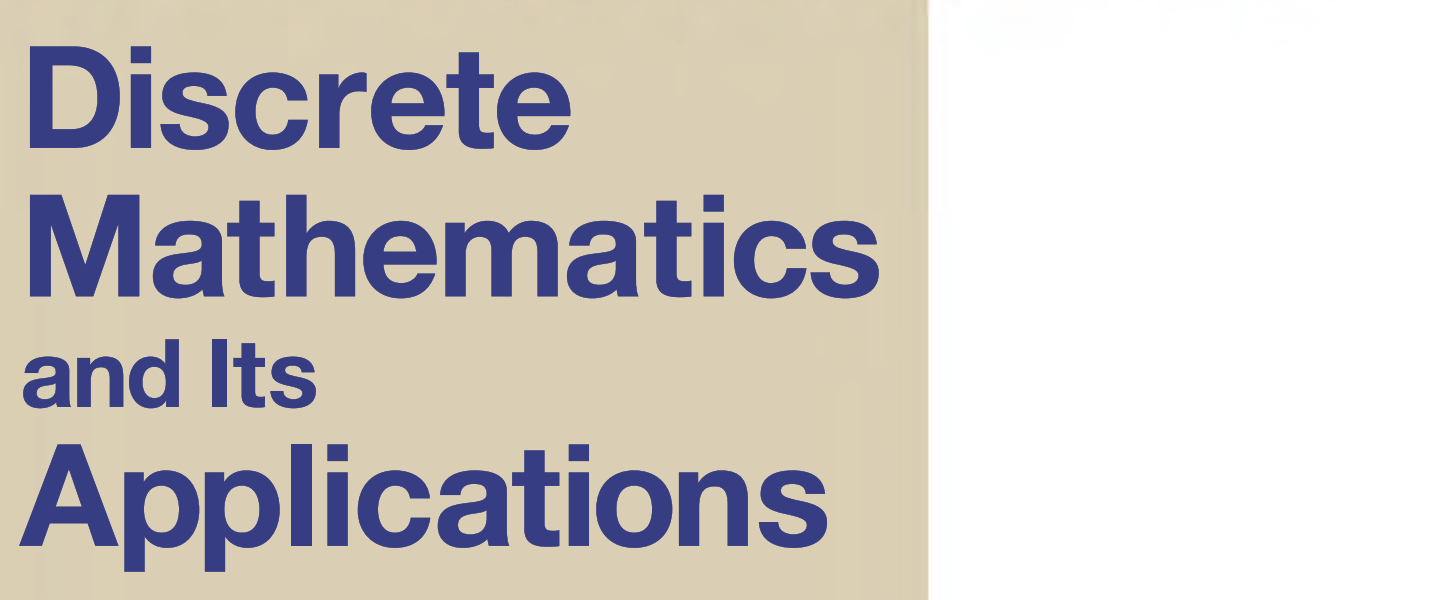 Discrete
Mathematics
and Its
Applications